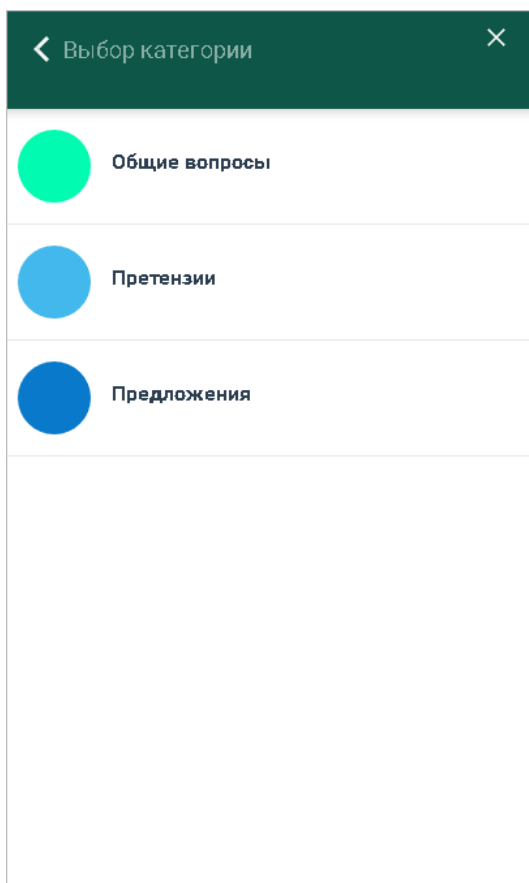 Выбор категории
Общие вопросы
Претензии
Предложения